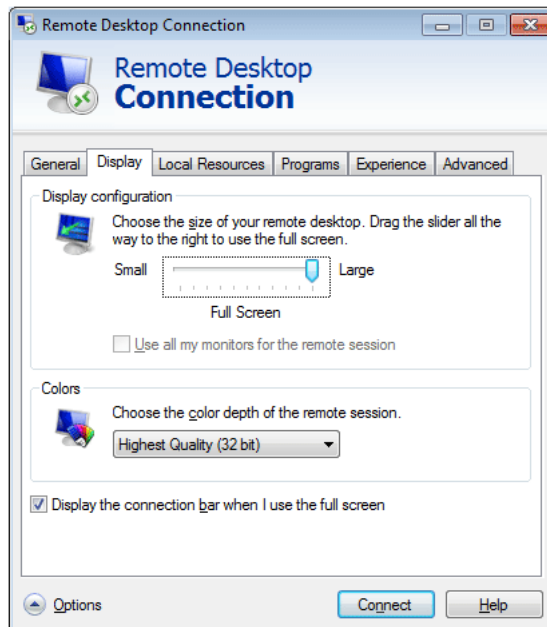 Remote Desktop Connection
Remote Desktop
Connection
General Display Local Resources Programs Experience Advanced
Display configuration
Choose the size of your remote desktop. Drag the slider all the
way to the right to use the full screen.
Small Large
Full Screen
Use all my monitors for the remote session
Colors
Choose the color depth of the remote session.
Highest Quality (32 bit)
Display the connection bar when I use the full screen
Options Connect Help